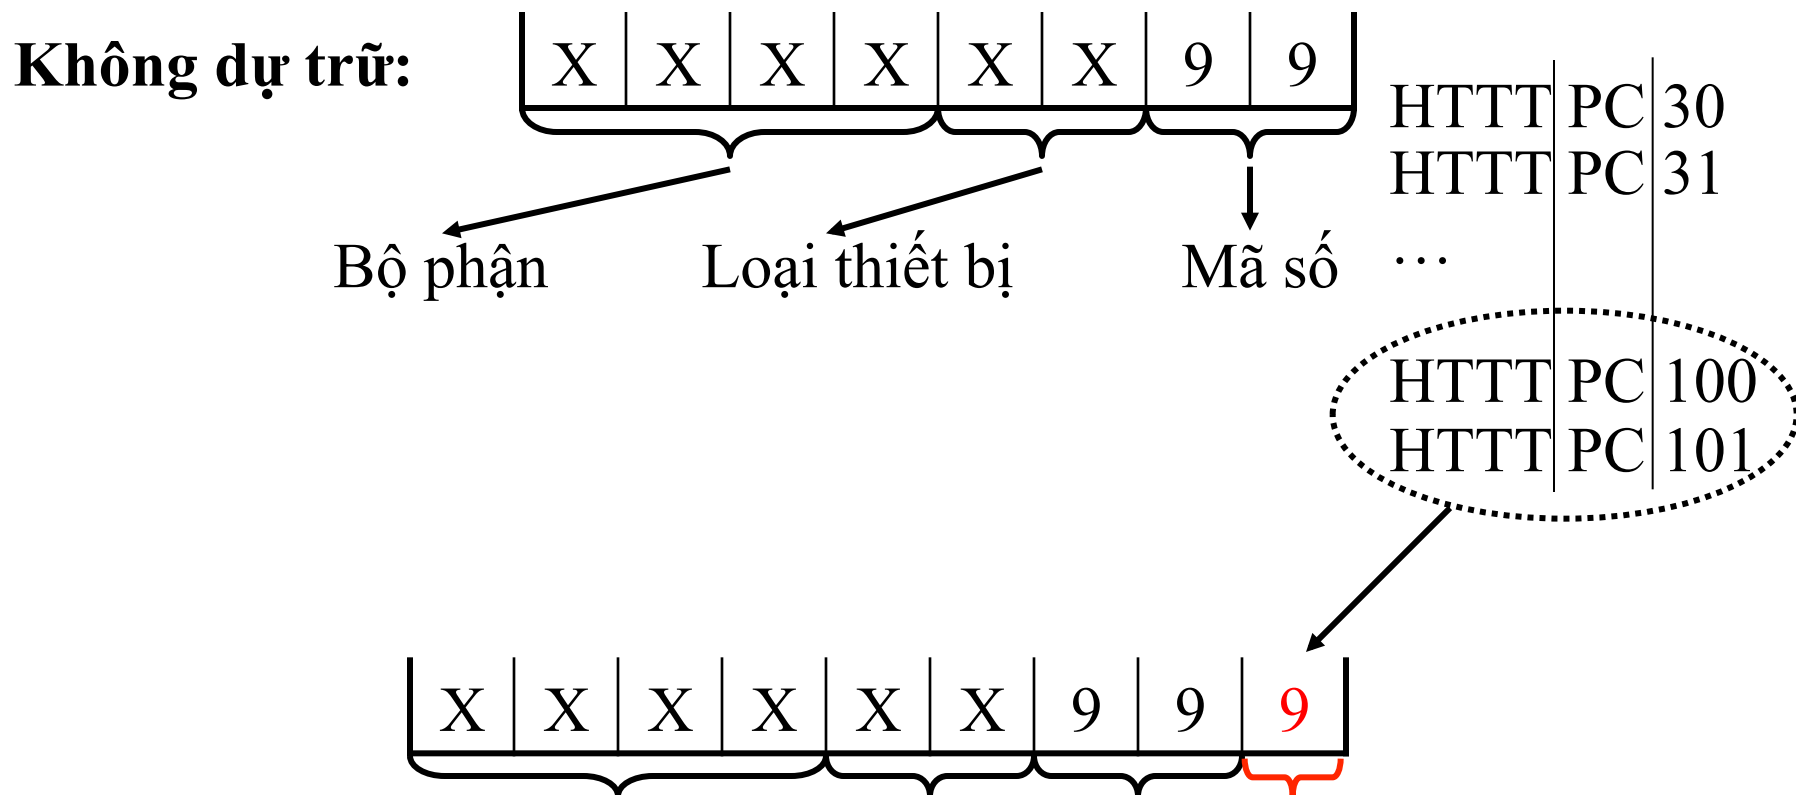 Không dự trữ:
X X X X X X 9 9
Bộ phận Loại thiết bị Mã số
HTTT PC 30
HTTT PC 31
...
HTTT PC 100
HTTT PC 101
X X X X X X 9 9 9